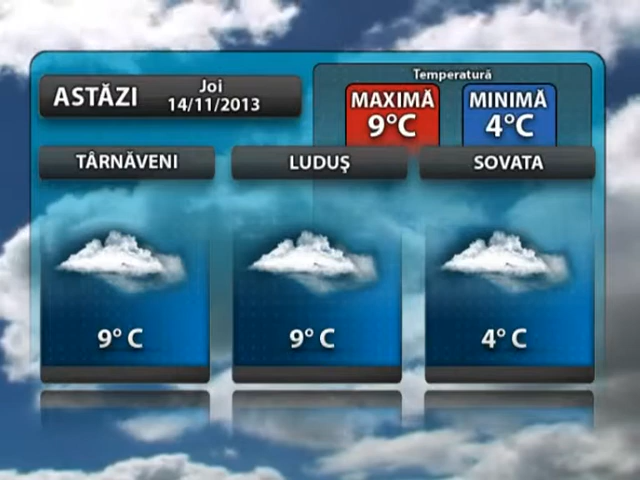 ASTĂZI
Joi
14/11/2013
Temperatură
MAXIMĂ
9°C
MINIMĂ
4°C
TÂRNĂVENI
LUDUŞ
SOVATA
9° C
9° C
4° C